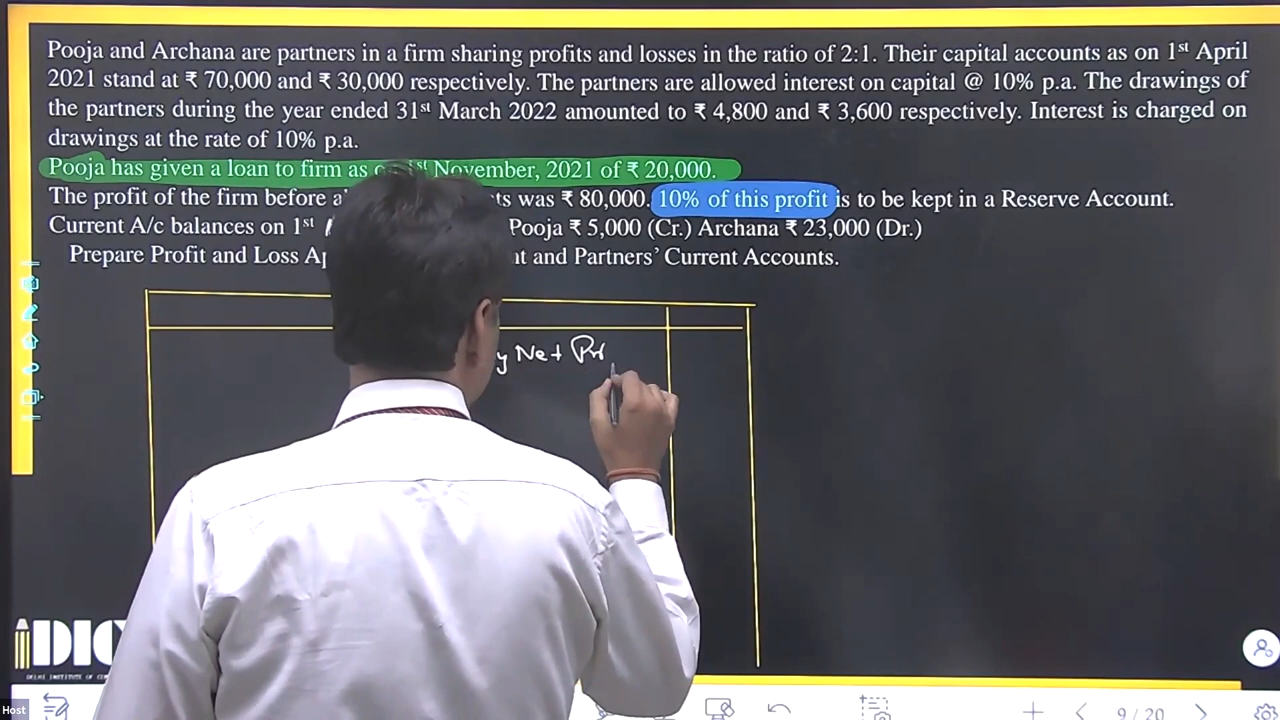 Pooja and Archana are partners in a firm sharing profits and losses in the ratio of 2:1. Their capital accounts as on 1st April
2021 stand at ₹ 70,000 and ₹ 30,000 respectively. The partners are allowed interest on capital @ 10% p.a. The drawings of
the partners during the year ended 31st March 2022 amounted to ₹ 4,800 and ₹ 3,600 respectively. Interest is charged on
drawings at the rate of 10% p.a.
Pooja has given a loan to firm as November, 2021 of ₹ 20,000.
The profit of the firm before was ₹ 80,000. 10% of this profit is to be kept in a Reserve Account.
Current A/c balances on 1st Pooja ₹ 5,000 (Cr.) Archana ₹ 23,000 (Dr.)
Prepare Profit and Loss and Partners' Current Accounts.
Net
DIC
Host
9 / 20